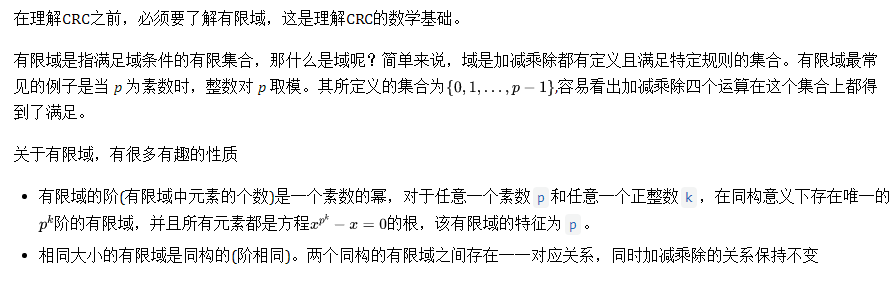 在理解CRC之前，必须要了解有限域，这是理解CRC的数学基础。
有限域是指满足域条件的有限集合，那什么是域呢？简单来说，域是加减乘除都有定义且满足特定规则的集合。有限域最常
见的例子是当 p 为素数时，整数对 p 取模。其所定义的集合为{0, 1, . . . , p − 1},容易看出加减乘除四个运算在这个集合上都得
到了满足。
关于有限域，有很多有趣的性质
• 有限域的阶(有限域中元素的个数)是一个素数的幂，对于任意一个素数 p 和任意一个正整数 k ，在同构意义下存在唯一的
p^k阶的有限域，并且所有元素都是方程x^{p^k} − x = 0的根，该有限域的特征为 p 。
• 相同大小的有限域是同构的(阶相同)。两个同构的有限域之间存在一一对应关系，同时加减乘除的关系保持不变